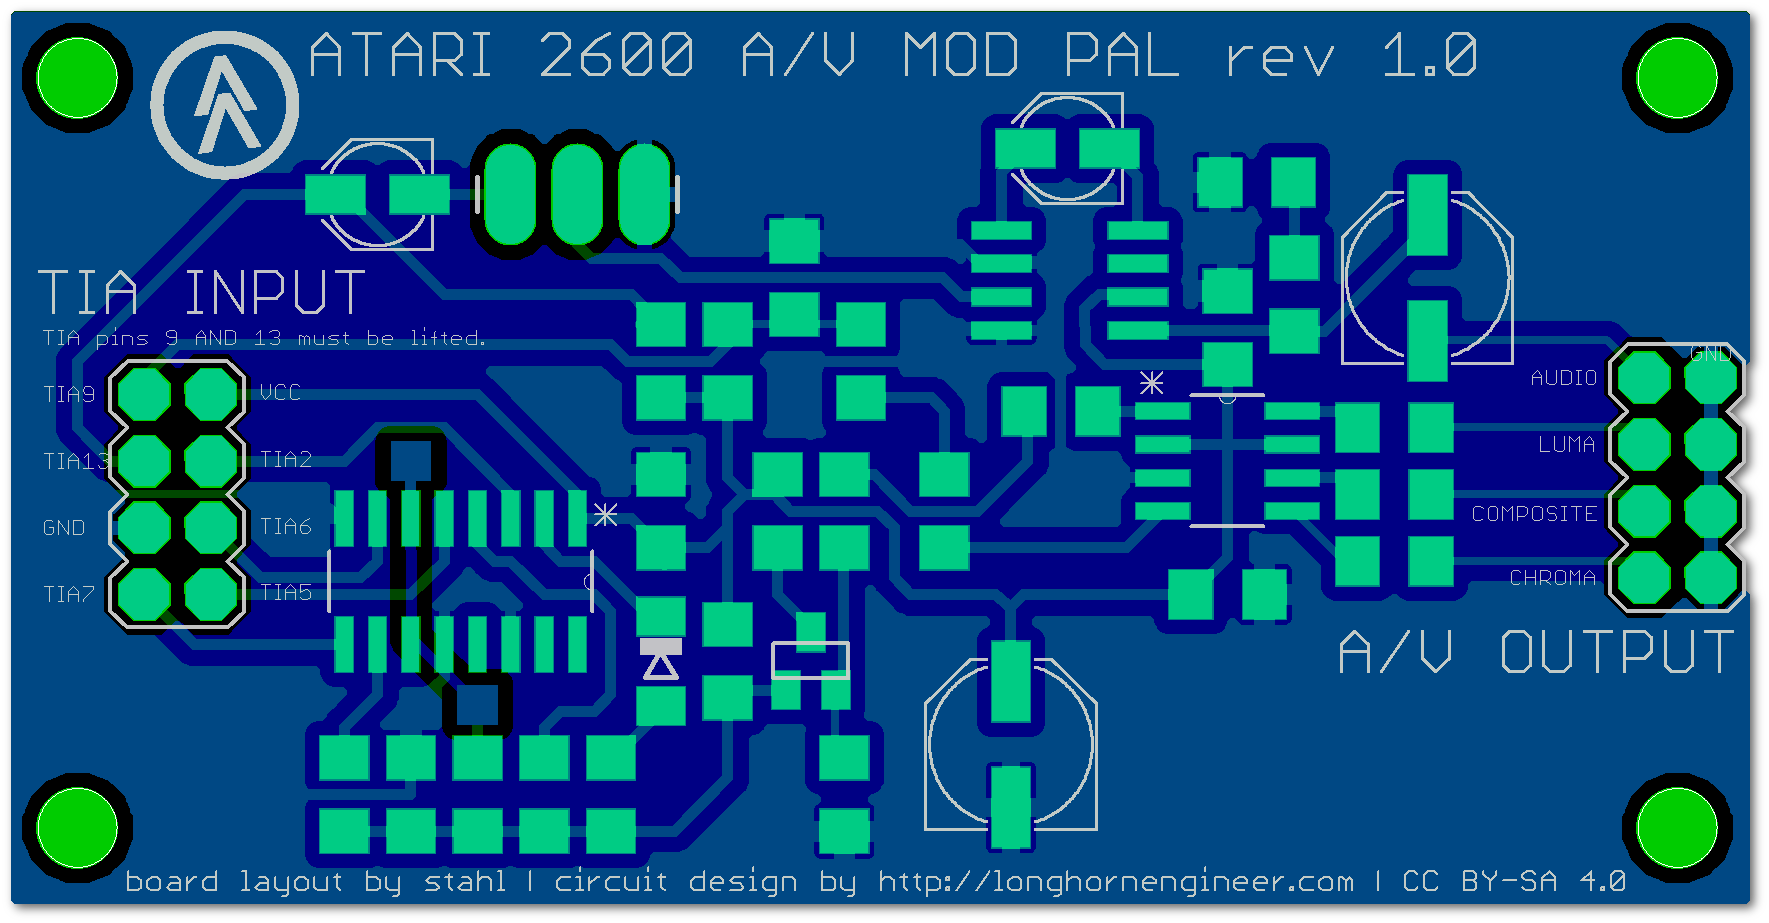 ATARI 2600 A/V MOD PAL rev 1.0
TIA INPUT
TIA pins 9 AND 13 must be lifted.
TIA9 VCC
TIA13 TIA2
GND TIA6
TIA7 TIA5
GND
AUDIO
LUMA
COMPOSITE
CHROMA
A/V OUTPUT
board layout by stahl | circuit design by http://longhornengineer.com | CC BY-SA 4.0